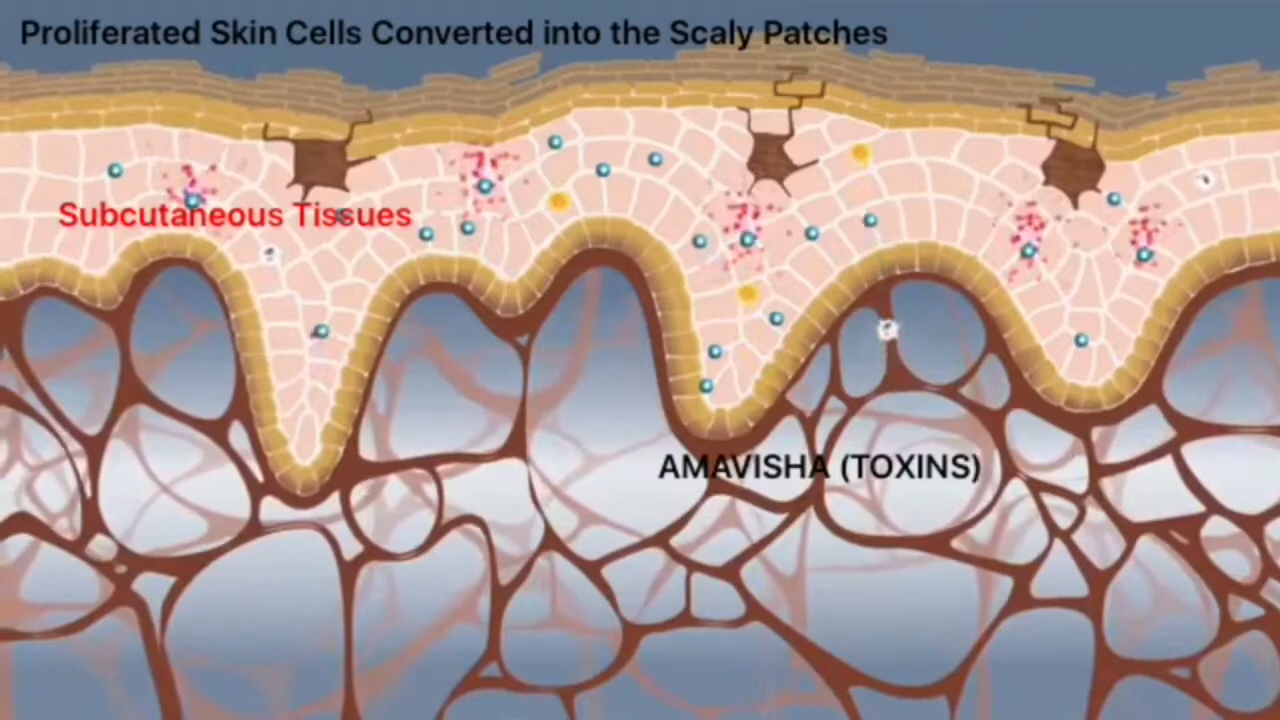 Proliferated Skin Cells Converted into the Scaly Patches
Subcutaneous Tissues
AMAVISHA (TOXINS)